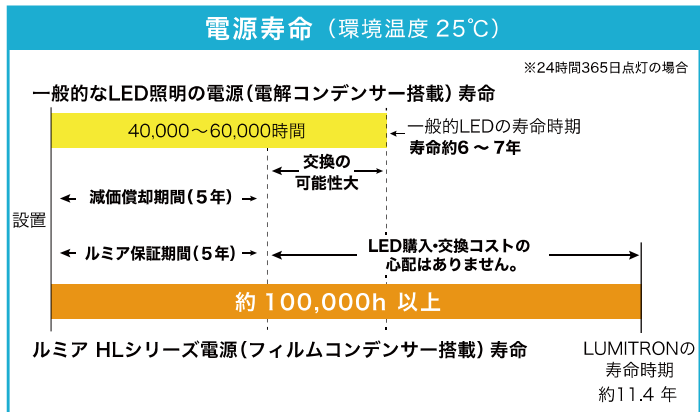 電源寿命（環境温度 25℃）
※24時間365日点灯の場合
一般的なLED照明の電源（電解コンデンサー搭載）寿命
40,000〜60,000時間
一般的LEDの寿命時期
寿命約6 〜 7年
交換の
可能性大
減価償却期間（5年）
設置
ルミア保証期間（5年）
LED購入・交換コストの
心配はありません。
約 100,000h 以上
ルミア HLシリーズ電源（フィルムコンデンサー搭載）寿命
LUMITRONの
寿命時期
約11.4 年